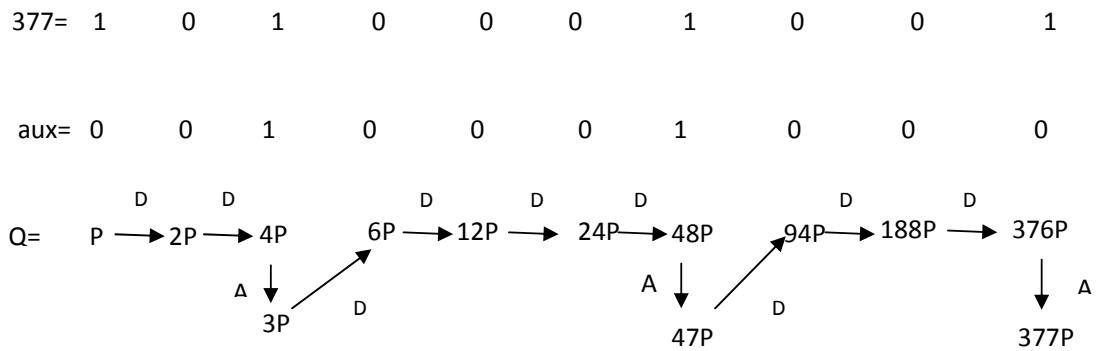 377= 1 0 1 0 0 0 1 0 0 1
aux= 0 0 1 0 0 0 1 0 0 0
D D D D D D D
Q= P 2P 4P 6P 12P 24P 48P 94P 188P 376P
A D A D A
3P 47P 377P